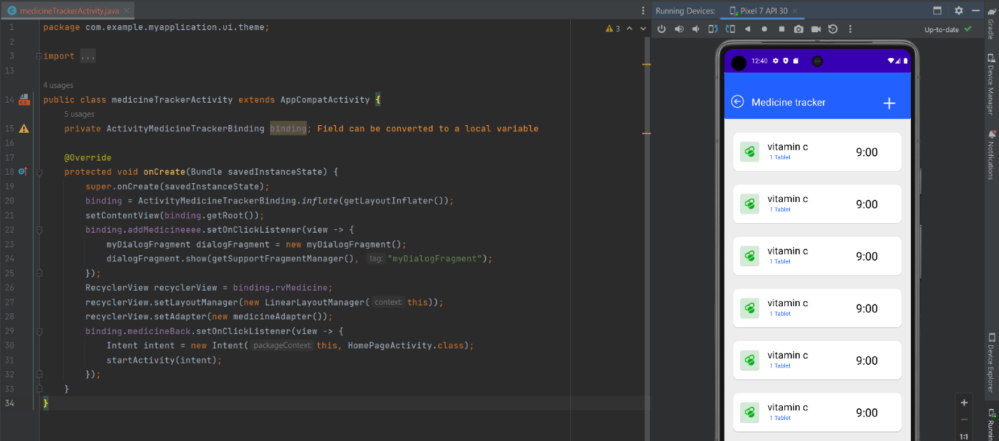 medicineTrackerActivity.java
Running Devices: Pixel 7 API 30
3
Up-to-date
1 package com.example.myapplication.ui.theme;
2
3 import ...
13
4 usages
14 public class medicineTrackerActivity extends AppCompatActivity {
5 usages
15 private ActivityMedicineTrackerBinding binding; Field can be converted to a local variable
16
17 @Override
18 protected void onCreate(Bundle savedInstanceState) {
19 super.onCreate(savedInstanceState);
20 binding = ActivityMedicineTrackerBinding.inflate(getLayoutInflater());
21 setContentView(binding.getRoot());
22 binding.addMedicineeee.setOnClickListener(view -> {
23 myDialogFragment dialogFragment = new myDialogFragment();
24 dialogFragment.show(getSupportFragmentManager(), tag: "myDialogFragment");
25 });
26 RecyclerView recyclerView = binding.rvMedicine;
27 recyclerView.setLayoutManager(new LinearLayoutManager( context: this));
28 recyclerView.setAdapter(new medicineAdapter());
29 binding.medicineBack.setOnClickListener(view -> {
30 Intent intent = new Intent( packageContext: this, HomePageActivity.class);
31 startActivity(intent);
32 });
33 }
34 }
12:40
Medicine tracker
vitamin c 9:00
1 Tablet
vitamin c 9:00
1 Tablet
vitamin c 9:00
1 Tablet
vitamin c 9:00
1 Tablet
vitamin c 9:00
1 Tablet
vitamin c 9:00
1 Tablet
1:1
Gradle
Device Manager
Notifications
Device Explorer
Running